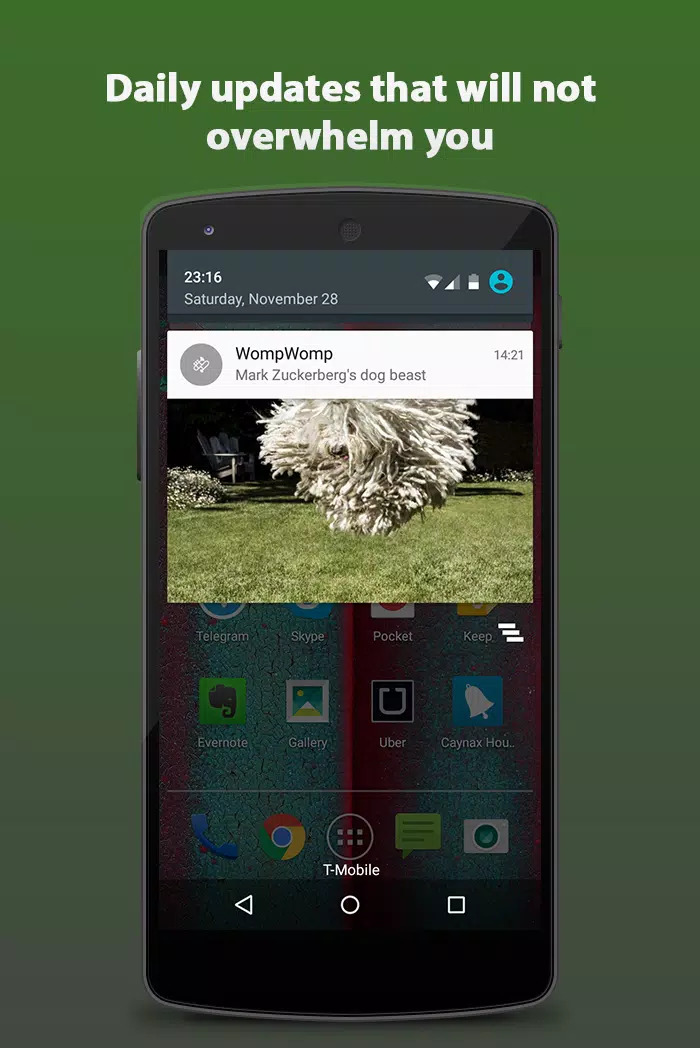 Daily updates that will not
overwhelm you
23:16
Saturday, November 28
WompWomp
14:21
Mark Zuckerberg's dog beast
Telegram
Skype
Pocket
Keep
Evernote
Gallery
Uber
Caynax Hou..
T-Mobile